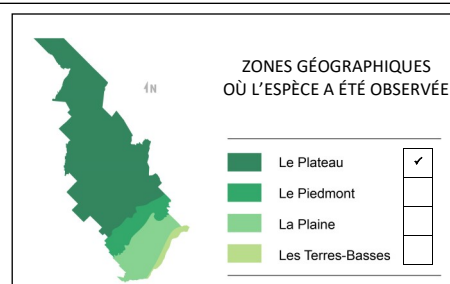 ZONES GÉOGRAPHIQUES
OÙ L'ESPÈCE A ÉTÉ OBSERVÉE
N
Le Plateau ✓
Le Piedmont
La Plaine
Les Terres-Basses